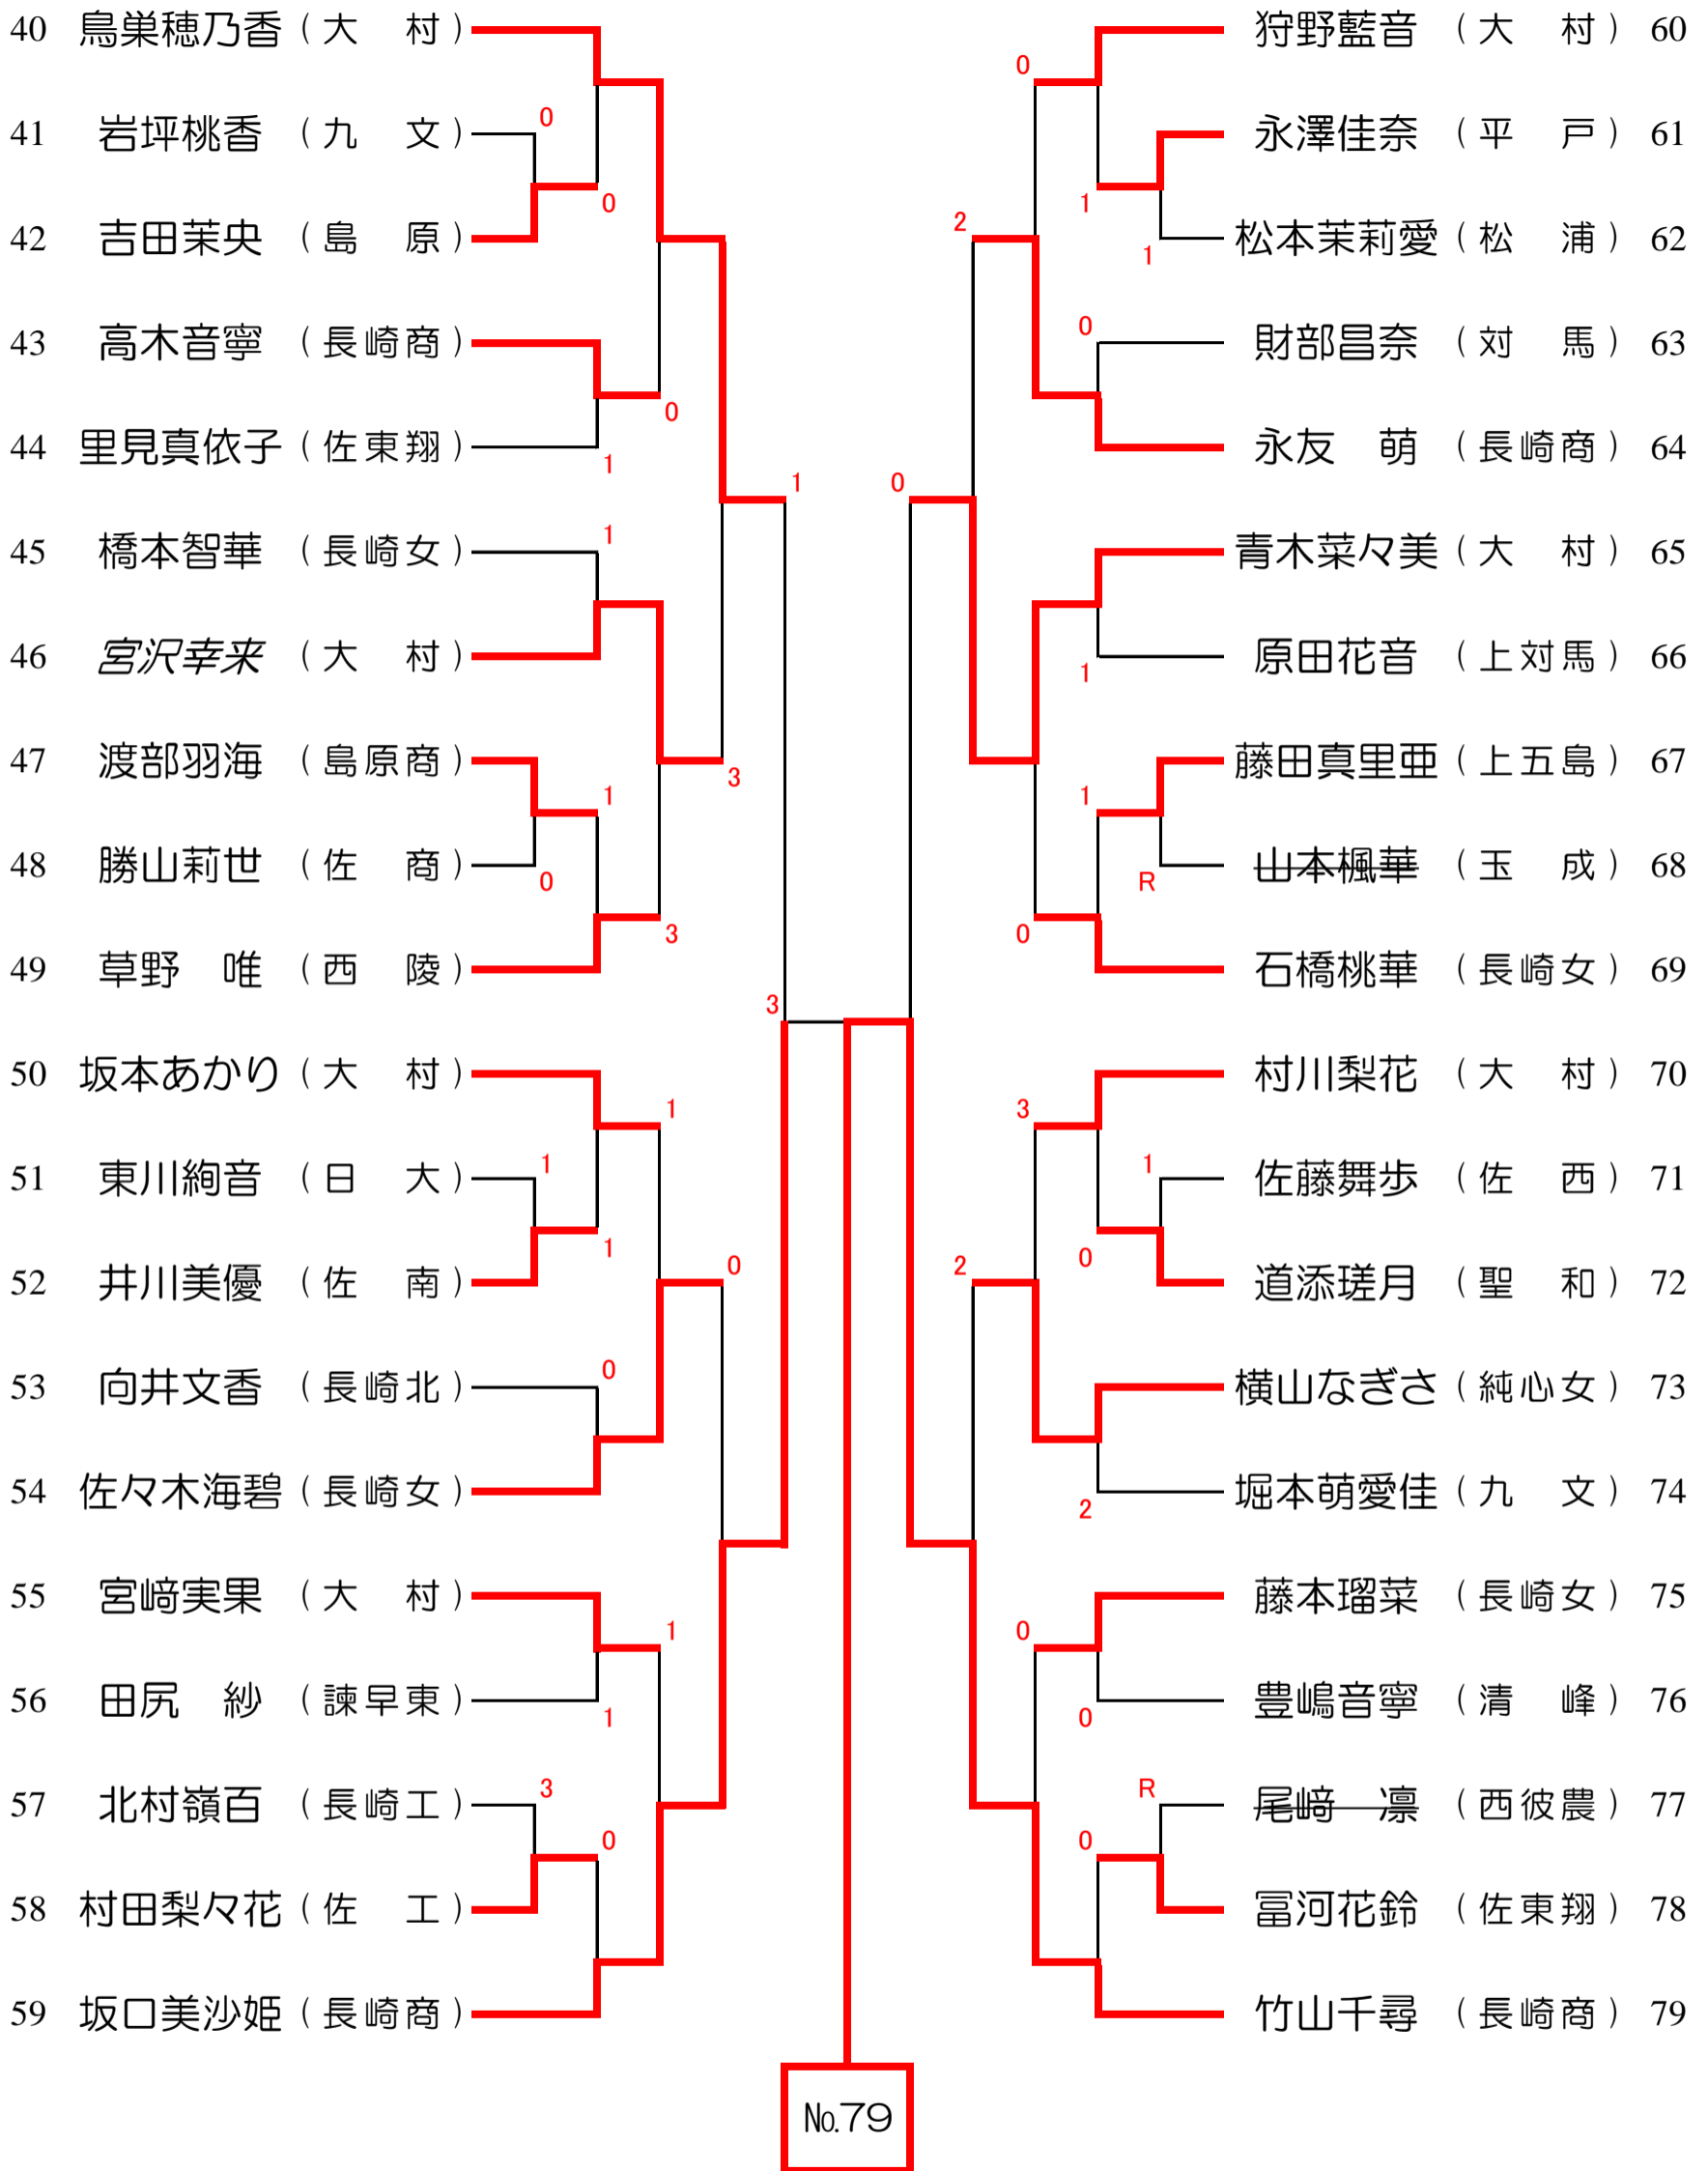 40 鳥巣穂乃香 (大 村) 狩野藍音 (大 村) 60
0
0
41 岩坪桃香 (九 文) 永澤佳奈 (平 戸) 61
0 1
42 吉田茉央 (島 原) 2 松本茉莉愛 (松 浦) 62
1
0
43 高木音寧 (長崎商) 財部昌奈 (対 馬) 63
0
44 里見真依子 (佐東翔) 永友 萌 (長崎商) 64
1
1 0
1
45 橋本智華 (長崎女) 青木菜々美 (大 村) 65
46 宮沢幸来 (大 村) 原田花音 (上対馬) 66
1
47 渡部羽海 (島原商) 藤田真里亜 (上五島) 67
3
1 1
48 勝山莉世 (佐 商) 山本楓華 (玉 成) 68
0 R
3 0
49 草野 唯 (西 陵) 石橋桃華 (長崎女) 69
3
50 坂本あかり (大 村) 村川梨花 (大 村) 70
1 3
1 1
51 東川絢音 (日 大) 佐藤舞歩 (佐 西) 71
1 0
0 2
52 井川美優 (佐 南) 道添瑳月 (聖 和) 72
0
53 向井文香 (長崎北) 横山なぎさ (純心女) 73
54 佐々木海碧 (長崎女) 堀本萌愛佳 (九 文) 74
2
55 宮﨑実果 (大 村) 藤本瑠菜 (長崎女) 75
1 0
56 田尻 紗 (諫早東) 豊嶋音寧 (清 峰) 76
1 0
3 R
57 北村嶺百 (長崎工) 尾﨑 凛 (西彼農) 77
0 0
58 村田梨々花 (佐 工) 冨河花鈴 (佐東翔) 78
59 坂口美沙姫 (長崎商) 竹山千尋 (長崎商) 79
№79